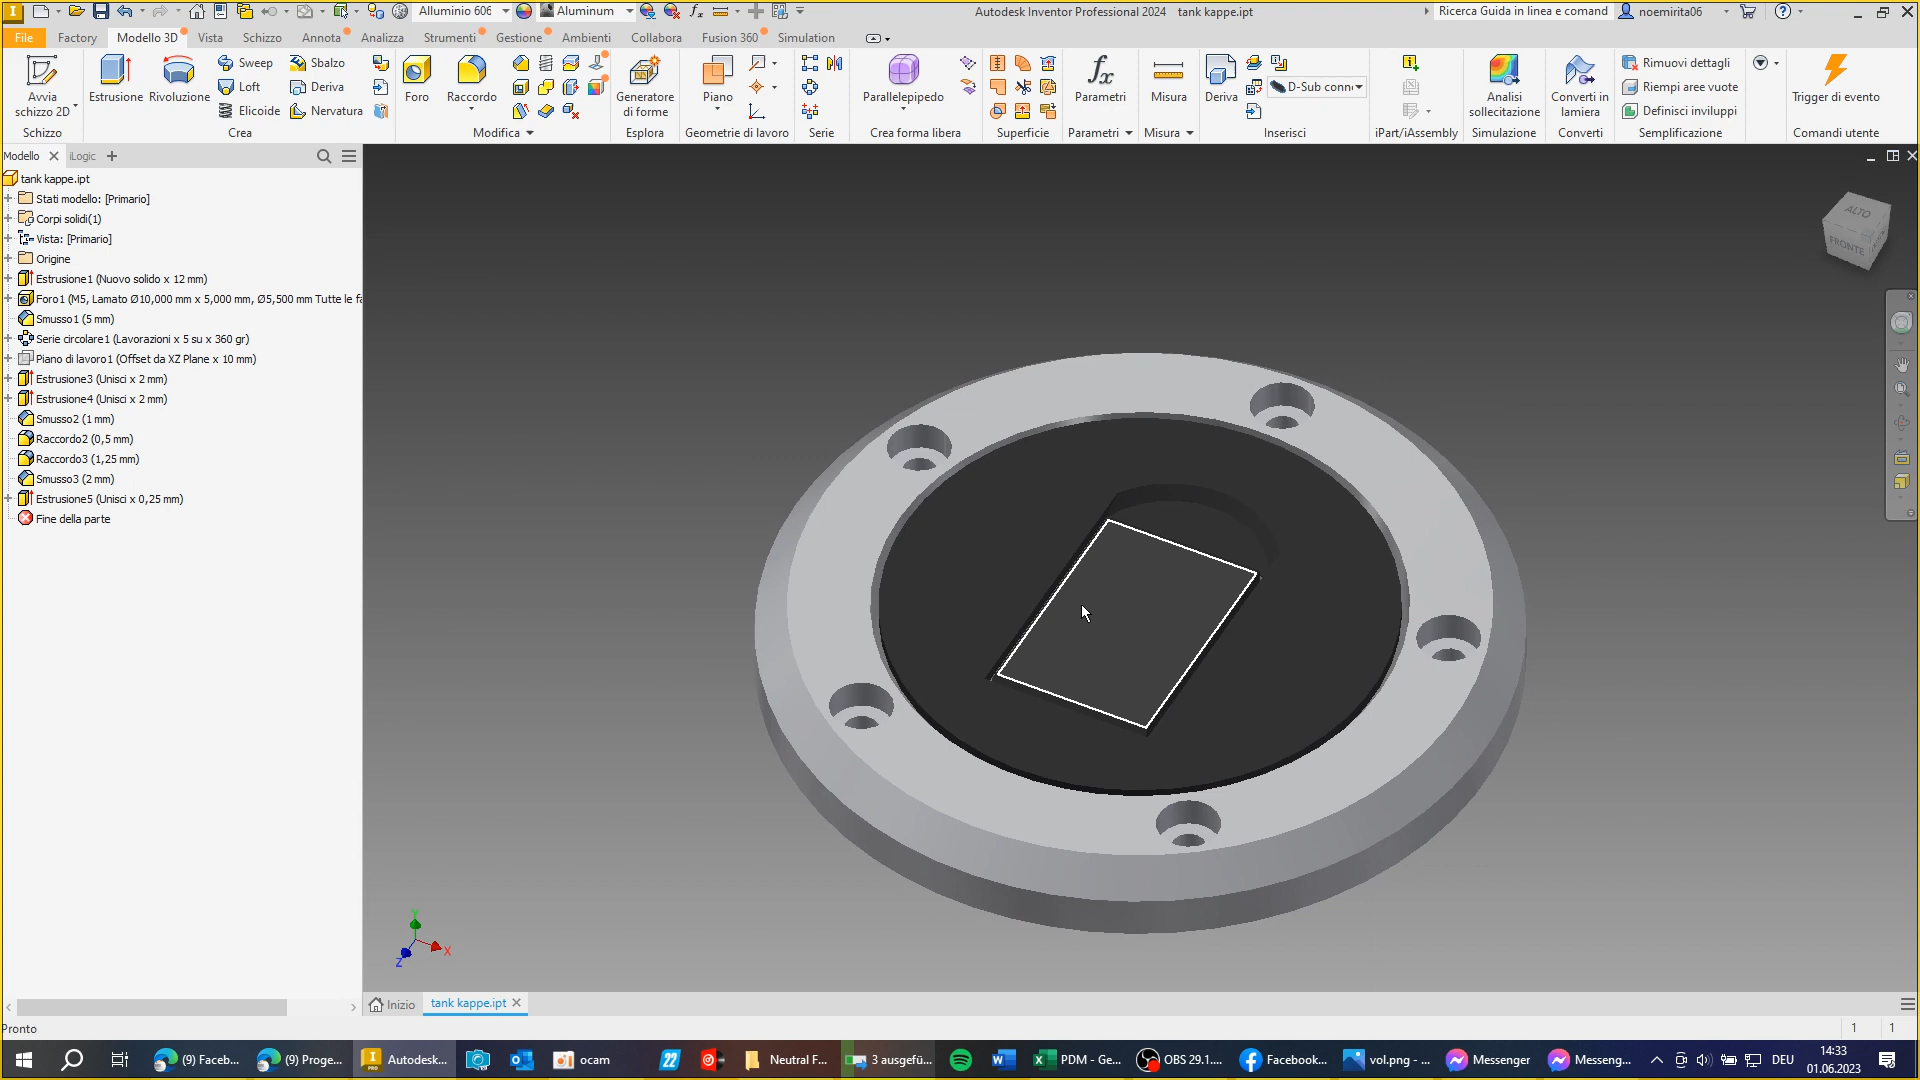 Alluminio 606
Aluminum
Autodesk Inventor Professional 2024 tank kappe.ipt
Ricerca Guida in linea e comand
noemirita06
File
Factory
Modello 3D
Vista
Schizzo
Annota
Analizza
Strumenti
Gestione
Ambienti
Collabora
Fusion 360
Simulation
Avvia
schizzo 2D
Schizzo
Estrusione
Rivoluzione
Sweep
Loft
Elicoide
Sbalzo
Deriva
Nervatura
Crea
Foro
Raccordo
Modifica
Generatore
di forme
Esplora
Piano
Geometrie di lavoro
Serie
Parallelepipedo
Crea forma libera
Superficie
fx
Parametri
Parametri
Misura
Misura
Deriva
D-Sub conn
Inserisci
iPart/iAssembly
Analisi
sollecitazione
Simulazione
Converti in
lamiera
Converti
Rimuovi dettagli
Riempi aree vuote
Definisci inviluppi
Semplificazione
Trigger di evento
Comandi utente
Modello
iLogic
tank kappe.ipt
Stati modello: [Primario]
Corpi solidi(1)
Vista: [Primario]
Origine
Estrusione1 (Nuovo solido x 12 mm)
Foro1 (M5, Lamato Ø10,000 mm x 5,000 mm, Ø5,500 mm Tutte le fa
Smusso1 (5 mm)
Serie circolare1 (Lavorazioni x 5 su x 360 gr)
Piano di lavoro1 (Offset da XZ Plane x 10 mm)
Estrusione3 (Unisci x 2 mm)
Estrusione4 (Unisci x 2 mm)
Smusso2 (1 mm)
Raccordo2 (0,5 mm)
Raccordo3 (1,25 mm)
Smusso3 (2 mm)
Estrusione5 (Unisci x 0,25 mm)
Fine della parte
ALTO
FRONTE
Y
X
Z
Inizio
tank kappe.ipt
Pronto
1
1
(9) Faceb...
(9) Proge...
Autodesk...
ocam
22
Neutral F...
3 ausgefü...
PDM - Ge...
OBS 29.1....
Facebook...
vol.png - ...
Messenger
Messeng...
DEU
14:33
01.06.2023